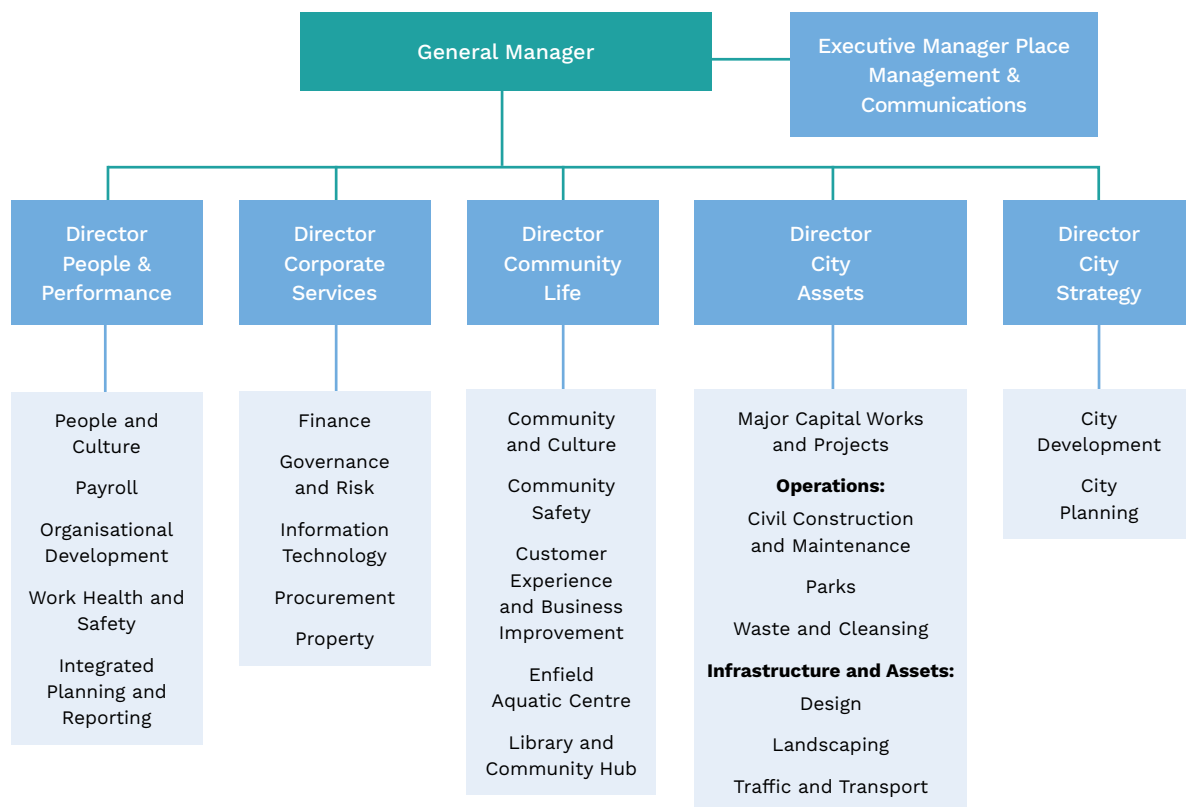 General Manager
Executive Manager Place
Management &
Communications
Director
People &
Performance
Director
Corporate
Services
Director
Community
Life
Director
City
Assets
Director
City
Strategy
People and
Culture
Payroll
Organisational
Development
Work Health and
Safety
Integrated
Planning and
Reporting
Finance
Governance
and Risk
Information
Technology
Procurement
Property
Community
and Culture
Community
Safety
Customer
Experience
and Business
Improvement
Enfield
Aquatic Centre
Library and
Community Hub
Major Capital Works
and Projects
Operations:
Civil Construction
and Maintenance
Parks
Waste and Cleansing
Infrastructure and Assets:
Design
Landscaping
Traffic and Transport
City
Development
City
Planning